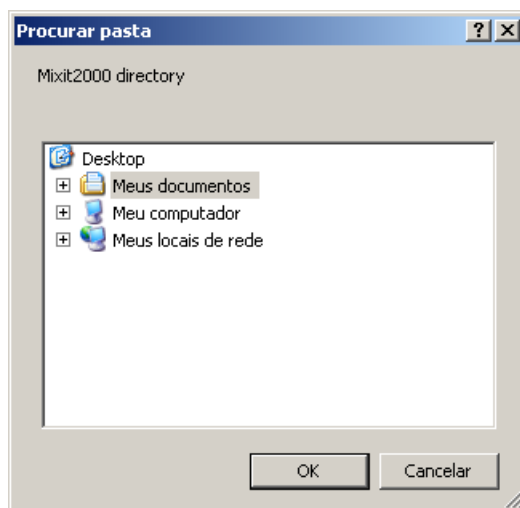 Procurar pasta
Mixit2000 directory
Desktop
Meus documentos
Meu computador
Meus locais de rede
OK Cancelar